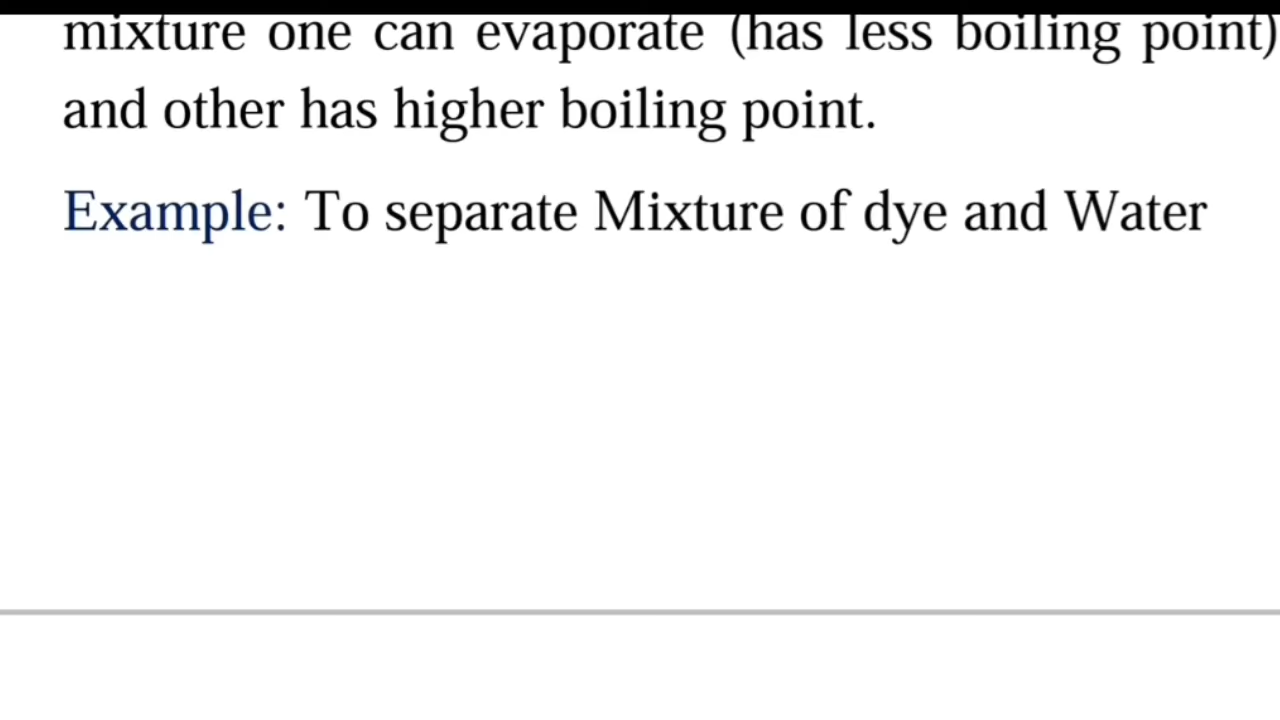 mixture one can evaporate (has less boiling point)
and other has higher boiling point.
Example: To separate Mixture of dye and Water